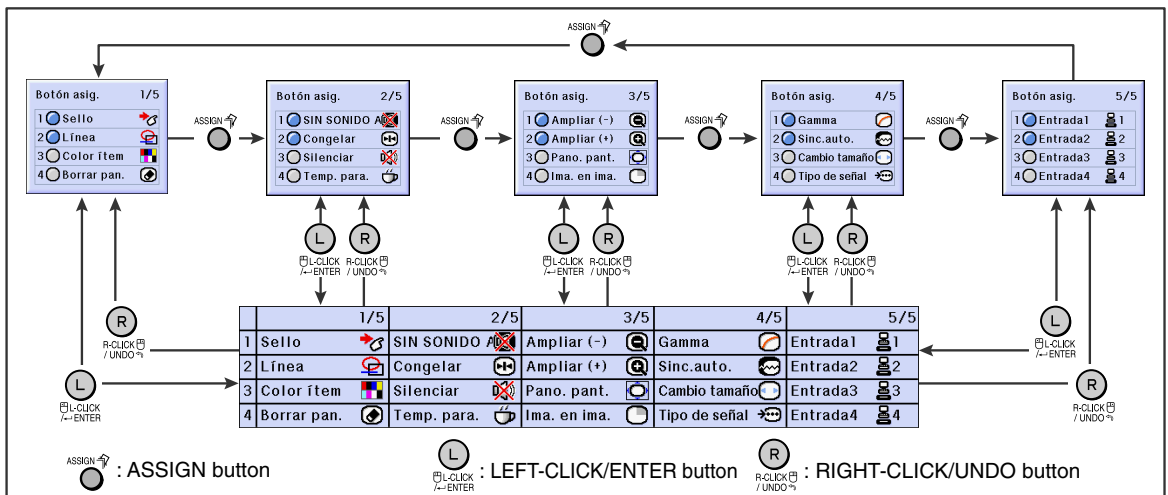 ASSIGN
Botón asig. 1/5
1 Sello
2 Línea
3 Color ítem
4 Borrar pan.
ASSIGN
Botón asig. 2/5
1 SIN SONIDO A
2 Congelar
3 Silenciar
4 Temp. para.
ASSIGN
Botón asig. 3/5
1 Ampliar (-)
2 Ampliar (+)
3 Pano. pant.
4 Ima. en ima.
ASSIGN
Botón asig. 4/5
1 Gamma
2 Sinc.auto.
3 Cambio tamaño
4 Tipo de señal
ASSIGN
Botón asig. 5/5
1 Entrada1 1
2 Entrada2 2
3 Entrada3 3
4 Entrada4 4
L
L-CLICK
/ ENTER
R
R-CLICK
/ UNDO
L
L-CLICK
/ ENTER
R
R-CLICK
/ UNDO
L
L-CLICK
/ ENTER
R
R-CLICK
/ UNDO
R
R-CLICK
/ UNDO
L
L-CLICK
/ ENTER
L
L-CLICK
/ ENTER
R
R-CLICK
/ UNDO
1/5 2/5 3/5 4/5 5/5
1 Sello SIN SONIDO A Ampliar (-) Gamma Entrada1 1
2 Línea Congelar Ampliar (+) Sinc.auto. Entrada2 2
3 Color ítem Silenciar Pano. pant. Cambio tamaño Entrada3 3
4 Borrar pan. Temp. para. Ima. en ima. Tipo de señal Entrada4 4
ASSIGN
: ASSIGN button
L
L-CLICK
/ ENTER
: LEFT-CLICK/ENTER button
R
R-CLICK
/ UNDO
: RIGHT-CLICK/UNDO button